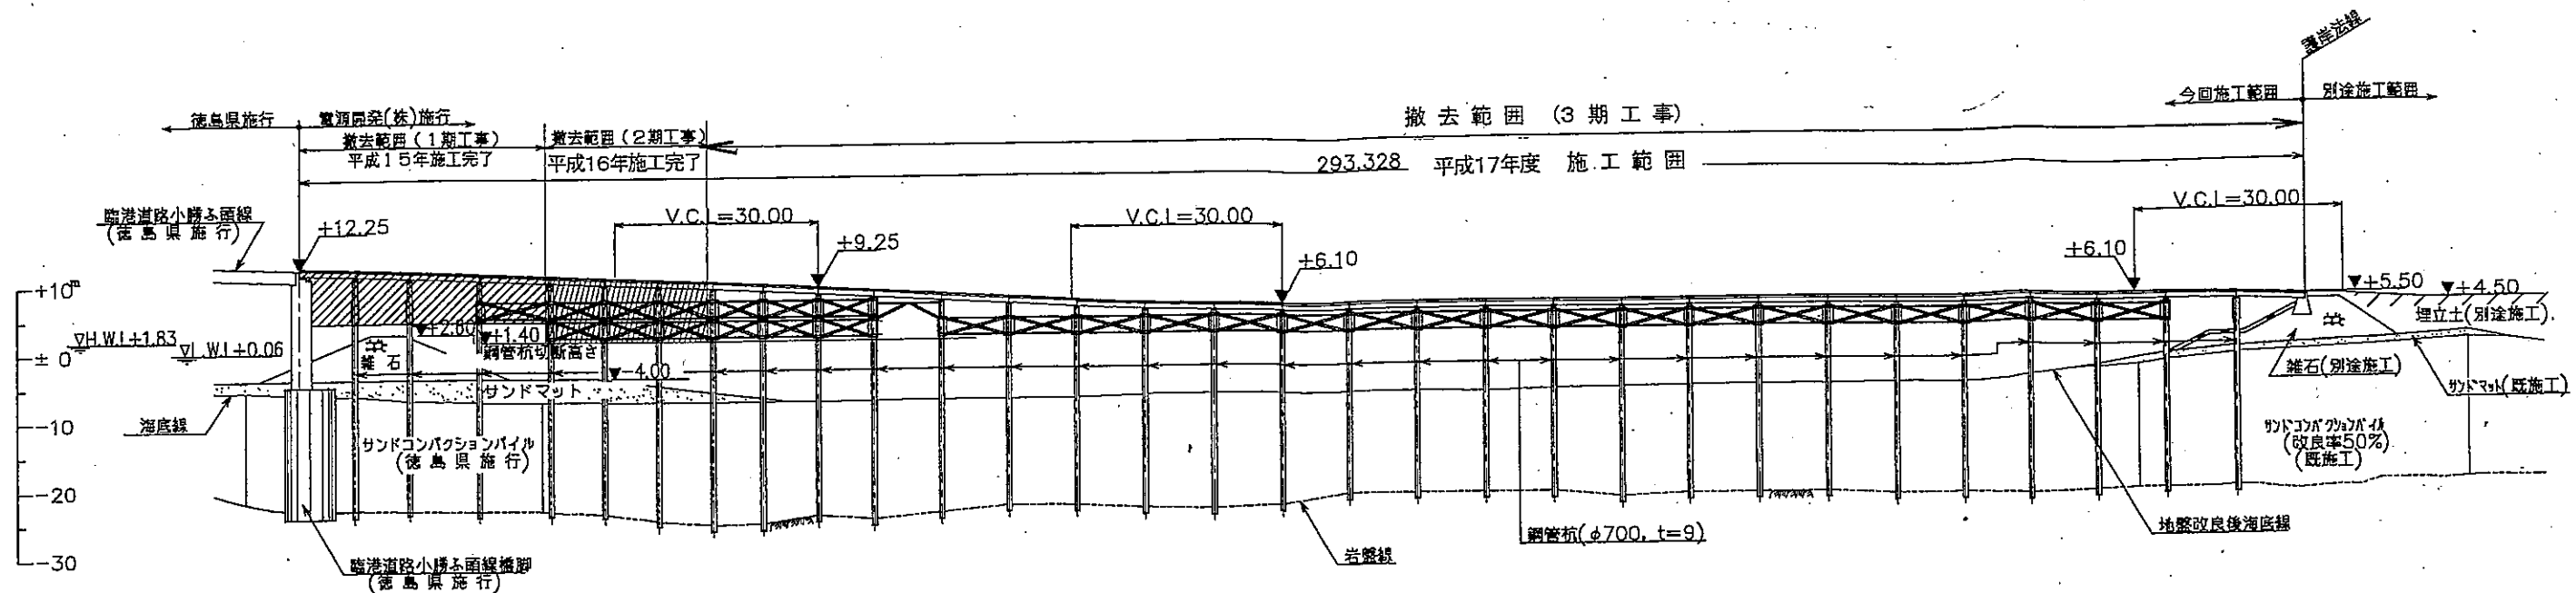 護岸法線
徳島県施行
電源開発(株)施行
撤去範囲(1期工事)
平成15年施工完了
撤去範囲(2期工事)
平成16年施工完了
撤去範囲 (3期工事)
293.328 平成17年度 施工範囲
今回施工範囲
別途施工範囲
臨港道路小勝ふ頭線
(徳島県施行)
+12.25
V.C.L=30.00
+9.25
V.C.L=30.00
+6.10
V.C.L=30.00
+6.10
+5.50
+4.50
埋立土(別途施工)
+10m
▽H.W.L+1.83
▽L.W.L+0.06
± 0
-10
-20
-30
+2.80
+1.40
鋼管杭切断高さ
雑石
-4.00
サンドマット
海底線
サンドコンパクションパイル
(徳島県施行)
雑石(別途施工)
サンドマット(既施工)
サンドコンパクションパイル
(改良率50%)
(既施工)
臨港道路小勝ふ頭線橋脚
(徳島県施行)
岩盤線
鋼管杭(φ700, t=9)
地盤改良後海底線